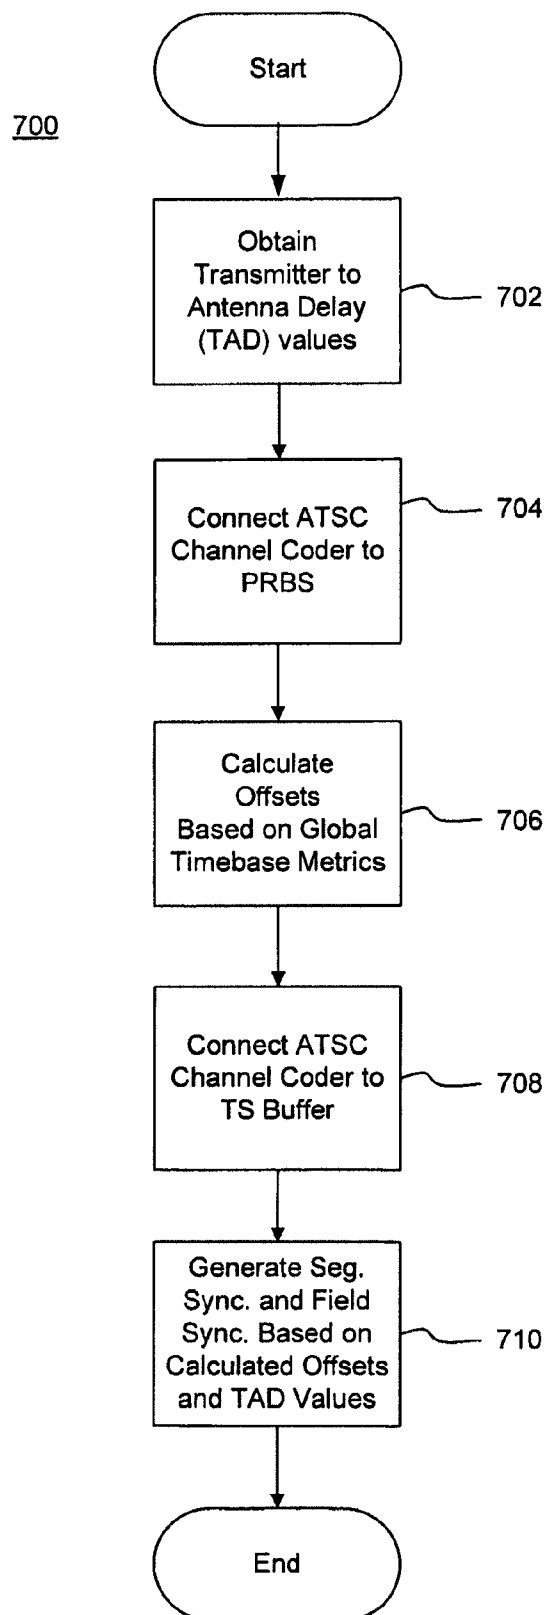 Start
700
Obtain
Transmitter to
Antenna Delay
(TAD) values
702
Connect ATSC
Channel Coder to
PRBS
704
Calculate
Offsets
Based on Global
Timebase Metrics
706
Connect ATSC
Channel Coder to
TS Buffer
708
Generate Seg.
Sync. and Field
Sync. Based on
Calculated Offsets
and TAD Values
710
End